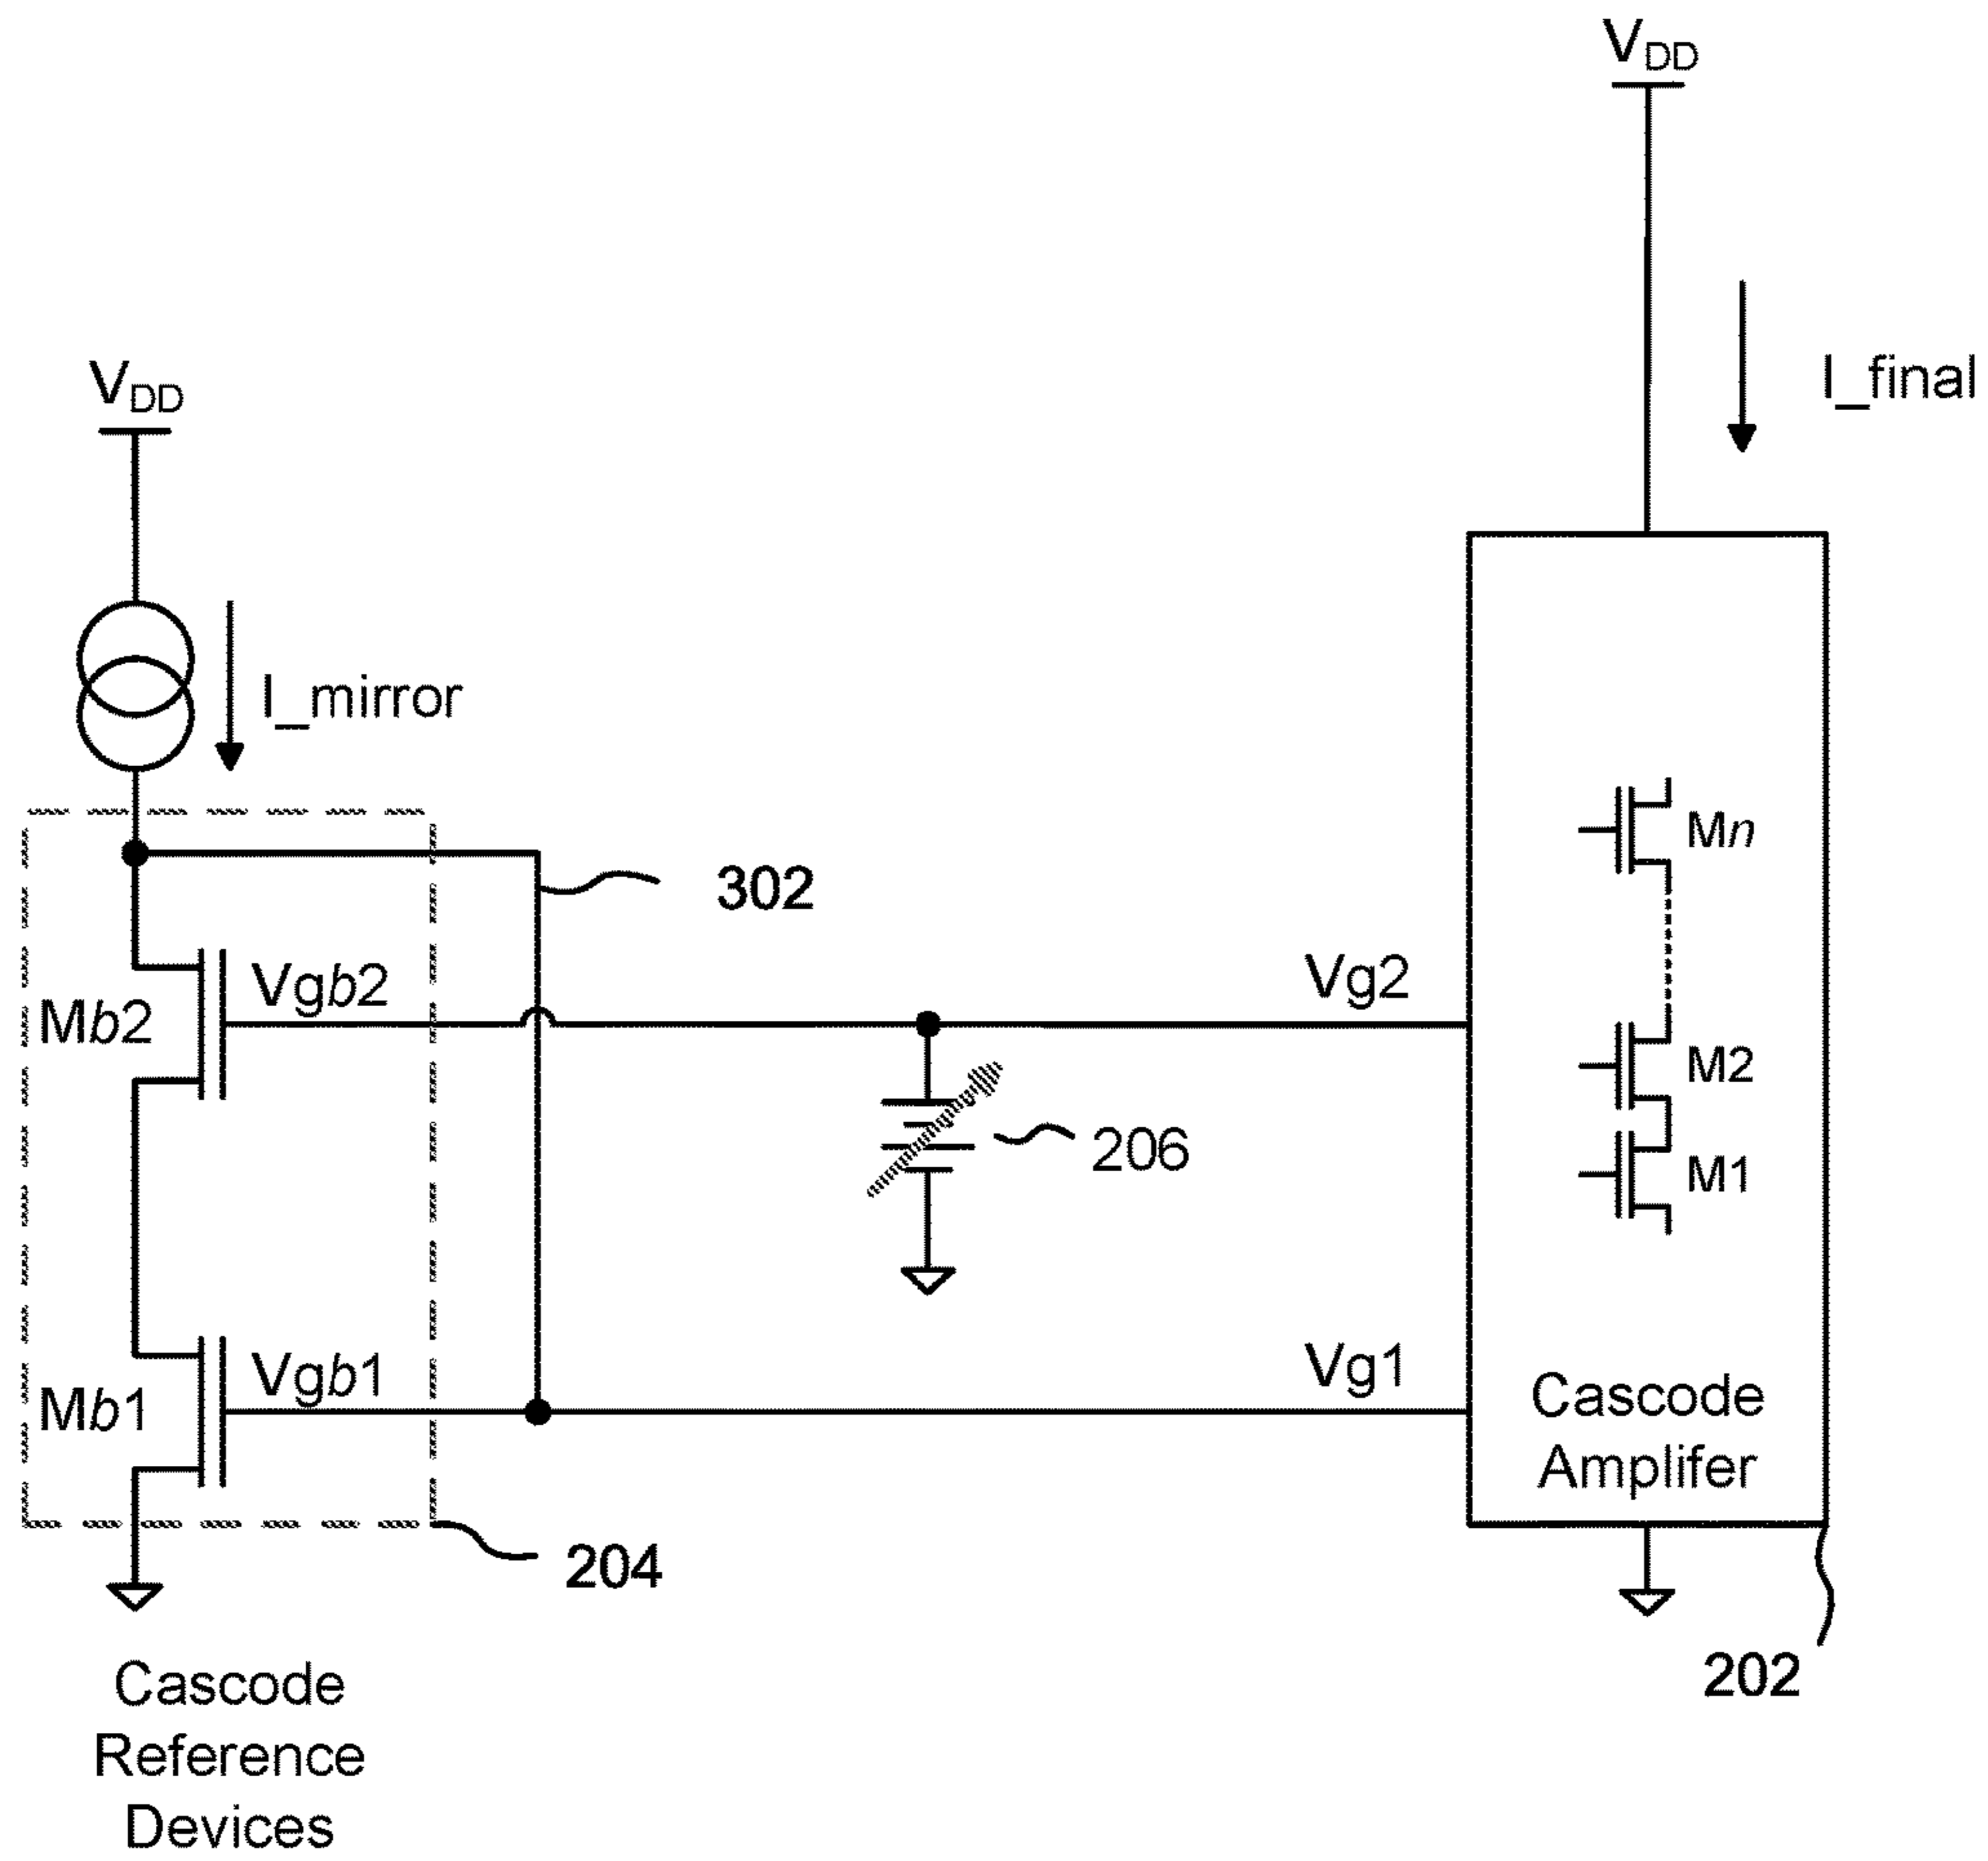 VDD
I_final
VDD
I_mirror
Mn
302
Vgb2
Vg2
Mb2
M2
206
M1
Vgb1
Vg1
Mb1
Cascode
Amplifer
204
202
Cascode
Reference
Devices